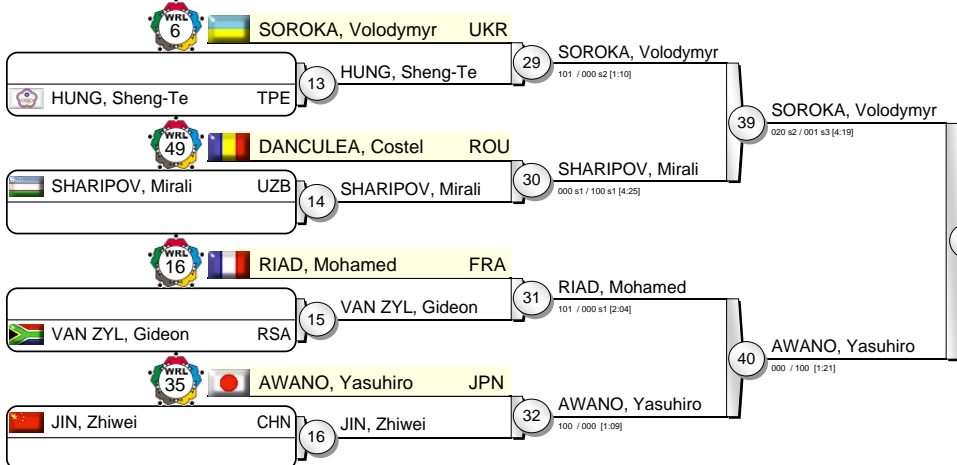 WRL
6
SOROKA, Volodymyr UKR
13
HUNG, Sheng-Te
HUNG, Sheng-Te TPE
29
SOROKA, Volodymyr
101 / 000 s2 [1:10]
WRL
49
DANCULEA, Costel ROU
SHARIPOV, Mirali UZB
14
SHARIPOV, Mirali
30
SHARIPOV, Mirali
000 s1 / 100 s1 [4:25]
39
SOROKA, Volodymyr
020 s2 / 001 s3 [4:19]
WRL
16
RIAD, Mohamed FRA
15
VAN ZYL, Gideon
VAN ZYL, Gideon RSA
31
RIAD, Mohamed
101 / 000 s1 [2:04]
WRL
35
AWANO, Yasuhiro JPN
JIN, Zhiwei CHN
16
JIN, Zhiwei
32
AWANO, Yasuhiro
100 / 000 [1:09]
40
AWANO, Yasuhiro
000 / 100 [1:21]